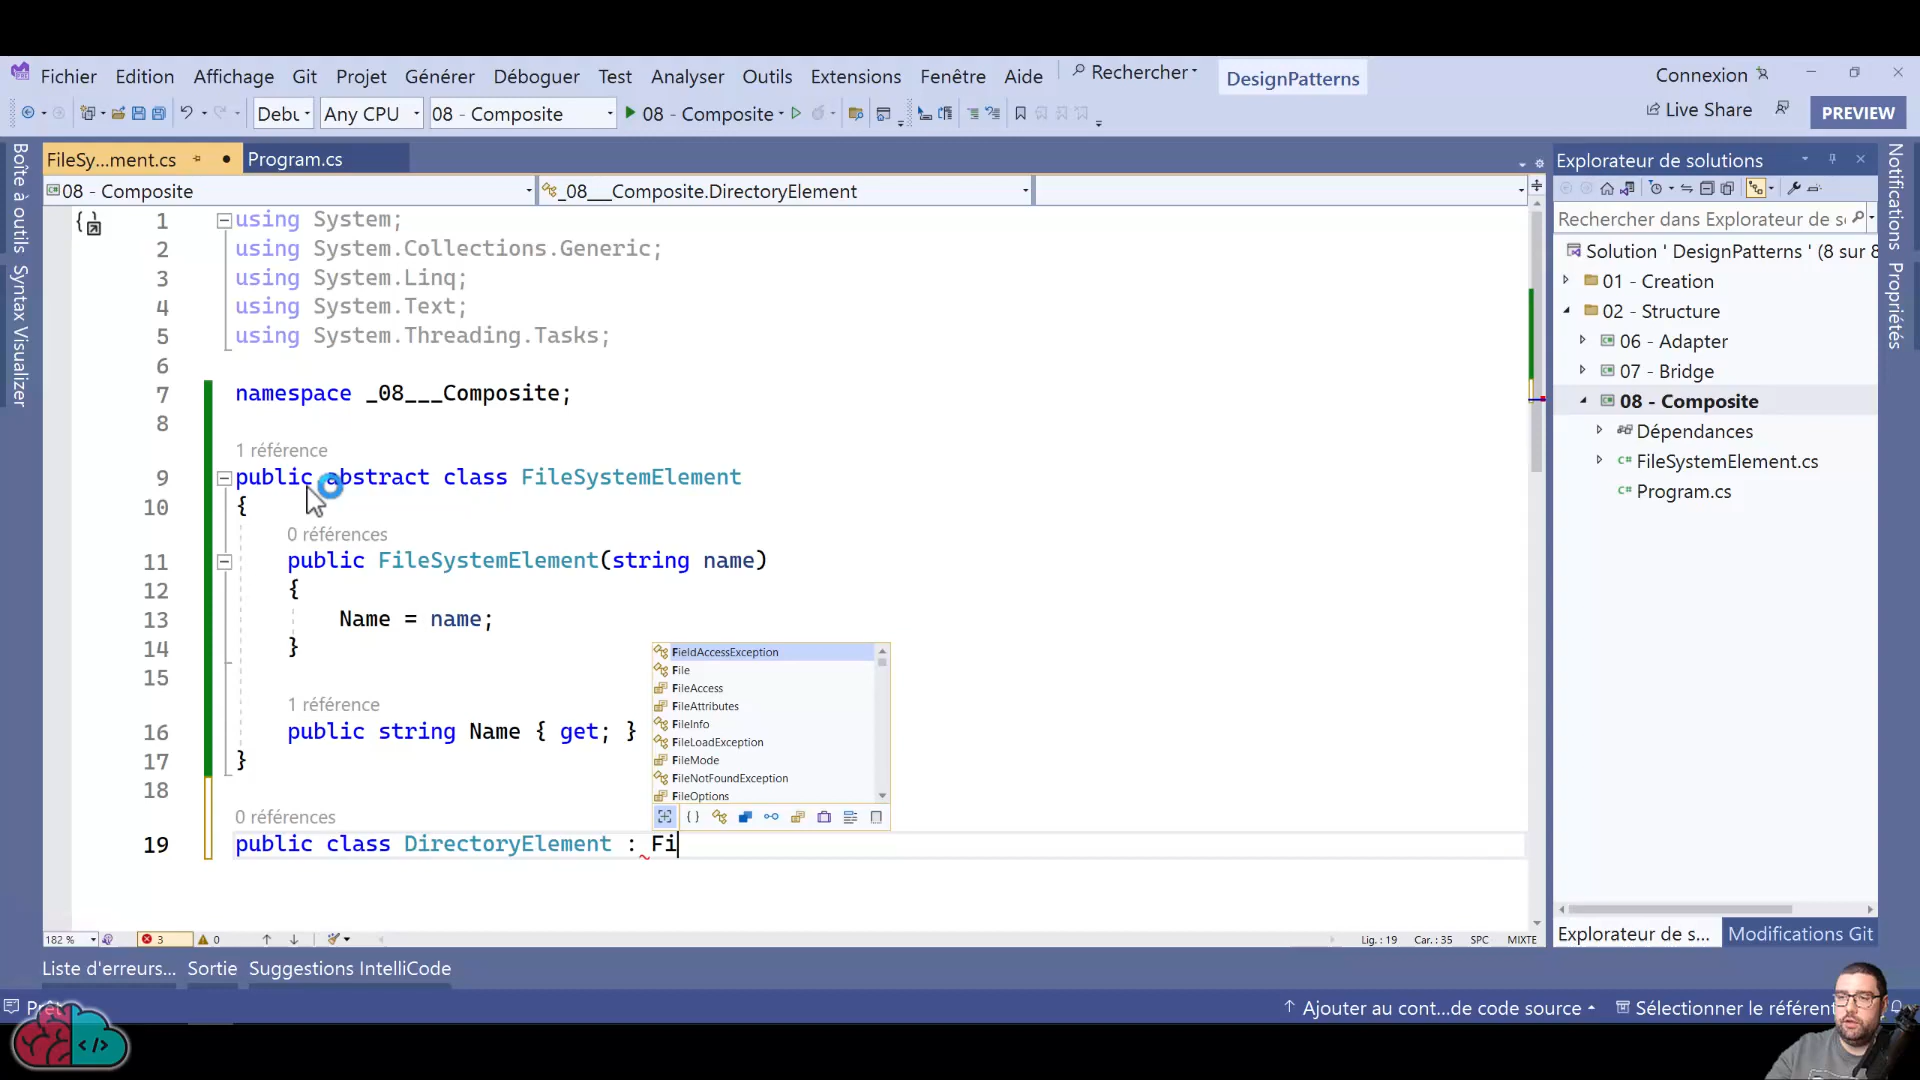 Fichier Edition Affichage Git Projet Générer Déboguer Test Analyser Outils Extensions Fenêtre Aide Rechercher DesignPatterns Connexion
Debu Any CPU 08 - Composite 08 - Composite Live Share PREVIEW
FileSy...ment.cs Program.cs
08 - Composite _08___Composite.DirectoryElement
Boîte à outils
Syntax Visualizer
1 using System;
2 using System.Collections.Generic;
3 using System.Linq;
4 using System.Text;
5 using System.Threading.Tasks;
6
7 namespace _08___Composite;
8
1 référence
9 public abstract class FileSystemElement
10 {
0 références
11 public FileSystemElement(string name)
12 {
13 Name = name;
14 }
15
1 référence
16 public string Name { get; }
17 }
18
0 références
19 public class DirectoryElement : Fi
FieldAccessException
File
FileAccess
FileAttributes
FileInfo
FileLoadException
FileMode
FileNotFoundException
FileOptions
Explorateur de solutions
Rechercher dans Explorateur de s
Solution ' DesignPatterns ' (8 sur 8
01 - Creation
02 - Structure
06 - Adapter
07 - Bridge
08 - Composite
Dépendances
C# FileSystemElement.cs
C# Program.cs
Notifications
Propriétés
182 % 3 0 Lig. : 19 Car. : 35 SPC MIXTE
Explorateur de s... Modifications Git
Liste d'erreurs... Sortie Suggestions IntelliCode
Prêt Ajouter au cont...de code source Sélectionner le référent
</>